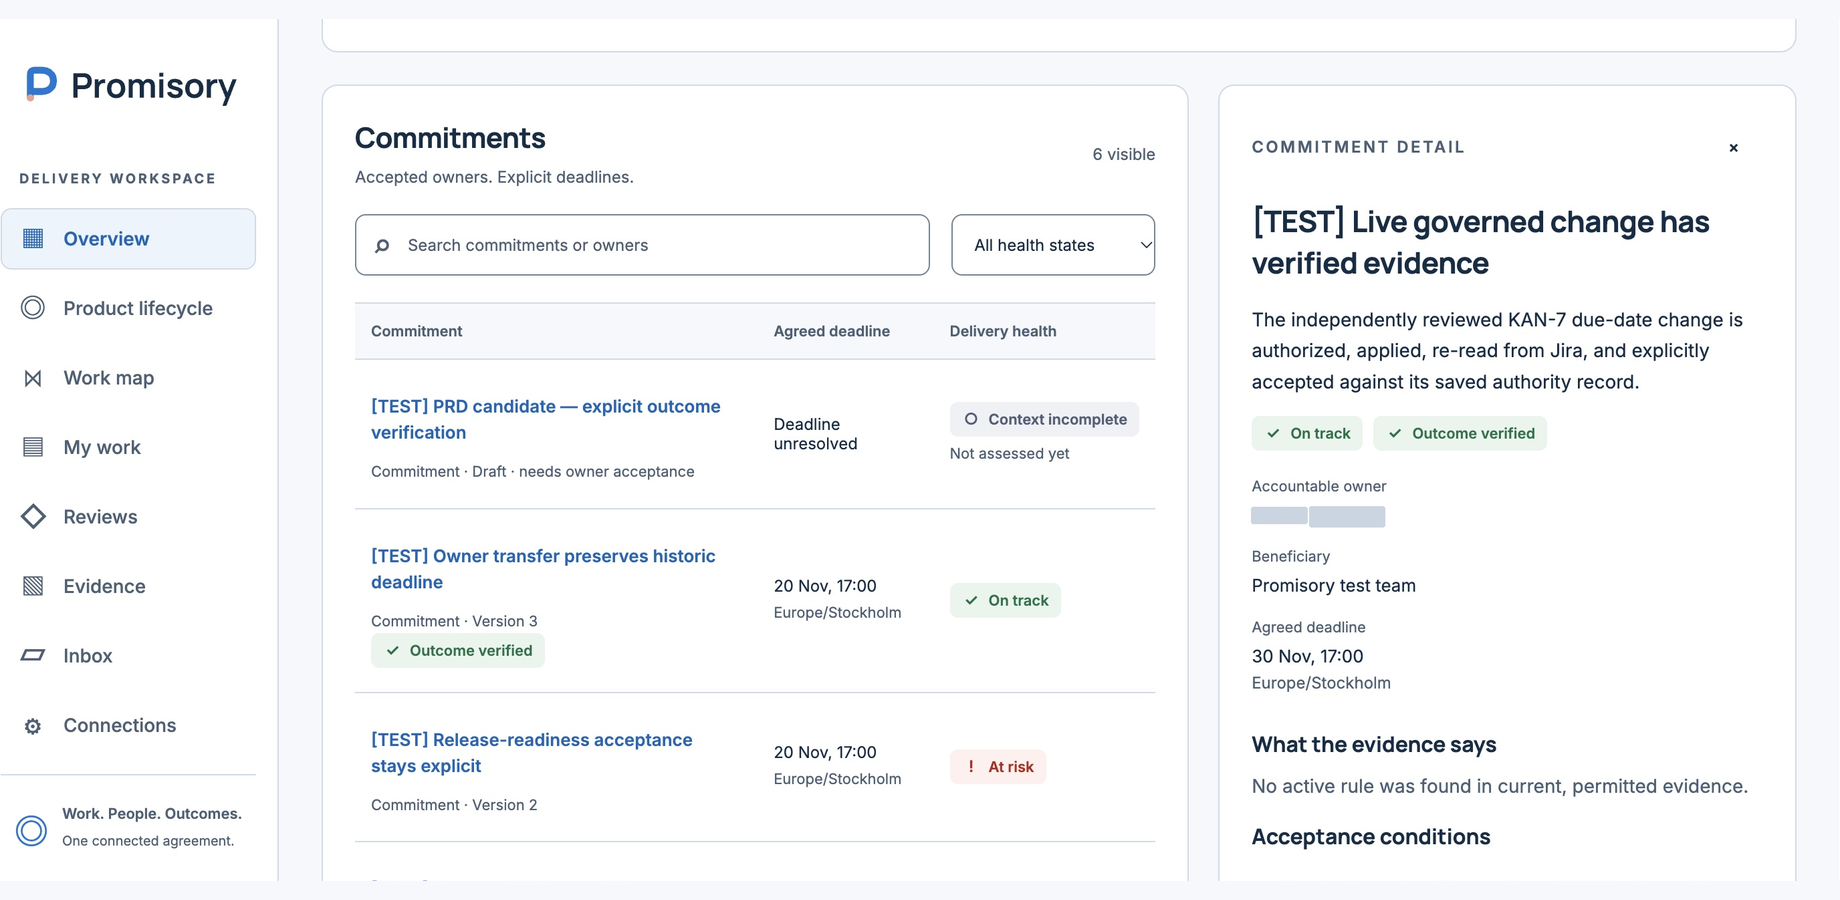 Promisory
DELIVERY WORKSPACE
Overview
Product lifecycle
Work map
My work
Reviews
Evidence
Inbox
Connections
Work. People. Outcomes.
One connected agreement.
Commitments
Accepted owners. Explicit deadlines.
6 visible
Search commitments or owners
All health states
Commitment
Agreed deadline
Delivery health
[TEST] PRD candidate — explicit outcome
verification
Commitment · Draft · needs owner acceptance
Deadline
unresolved
Context incomplete
Not assessed yet
[TEST] Owner transfer preserves historic
deadline
Commitment · Version 3
Outcome verified
20 Nov, 17:00
Europe/Stockholm
On track
[TEST] Release-readiness acceptance
stays explicit
Commitment · Version 2
20 Nov, 17:00
Europe/Stockholm
At risk
COMMITMENT DETAIL
[TEST] Live governed change has
verified evidence
The independently reviewed KAN-7 due-date change is
authorized, applied, re-read from Jira, and explicitly
accepted against its saved authority record.
On track
Outcome verified
Accountable owner
Beneficiary
Promisory test team
Agreed deadline
30 Nov, 17:00
Europe/Stockholm
What the evidence says
No active rule was found in current, permitted evidence.
Acceptance conditions